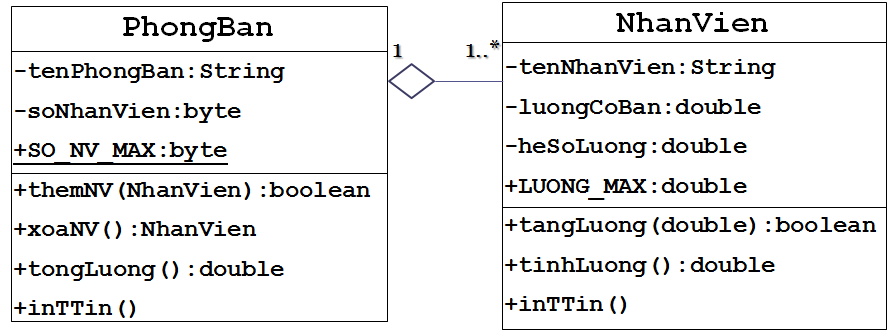 PhongBan
-tenPhongBan:String
-soNhanVien:byte
+SO_NV_MAX:byte
+themNV(NhanVien):boolean
+xoaNV():NhanVien
+tongLuong():double
+inTTin()
1
1..*
NhanVien
-tenNhanVien:String
-luongCoBan:double
-heSoLuong:double
+LUONG_MAX:double
+tangLuong(double):boolean
+tinhLuong():double
+inTTin()